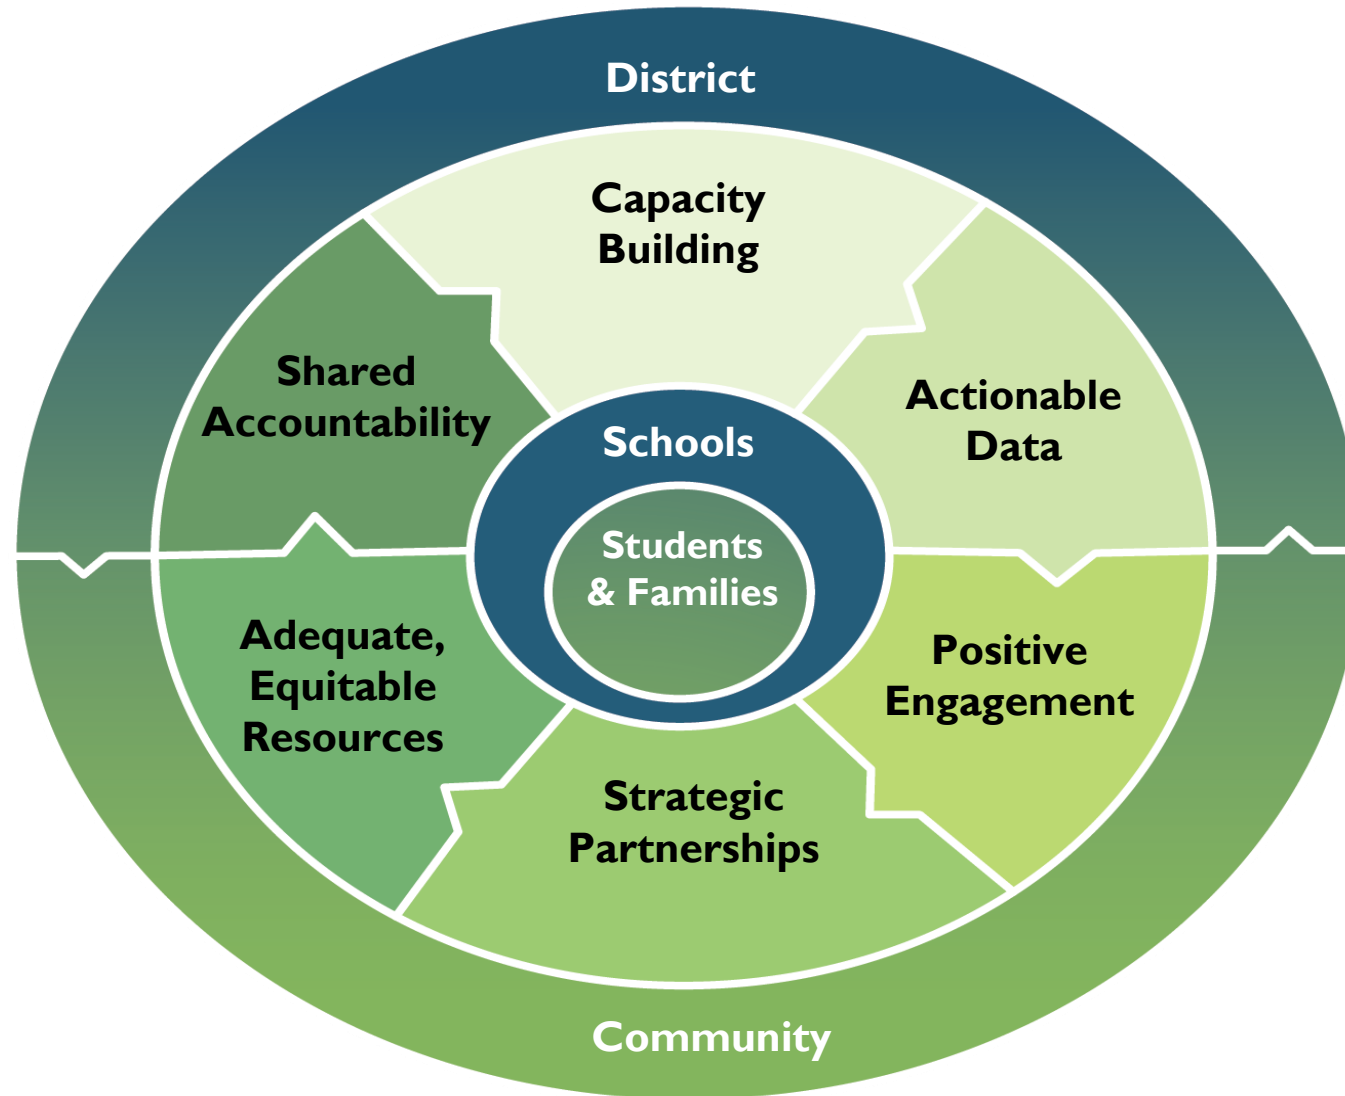 District
Capacity
Building
Shared
Accountability
Actionable
Data
Schools
Students
& Families
Adequate,
Equitable
Resources
Positive
Engagement
Strategic
Partnerships
Community